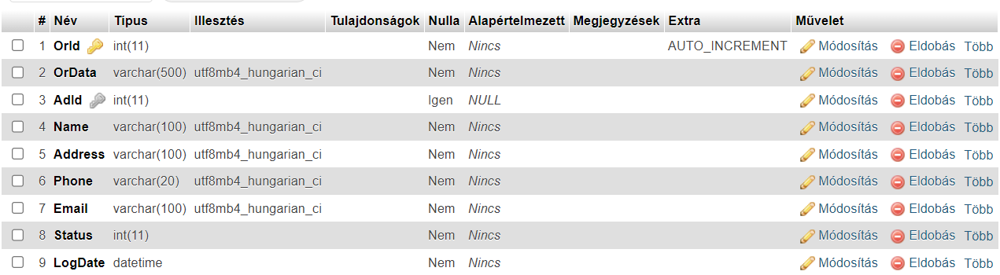 # Név Típus Illesztés Tulajdonságok Nulla Alapértelmezett Megjegyzések Extra Művelet
1 OrId int(11) Nem Nincs AUTO_INCREMENT Módosítás Eldobás Több
2 OrData varchar(500) utf8mb4_hungarian_ci Nem Nincs Módosítás Eldobás Több
3 AdId int(11) Igen NULL Módosítás Eldobás Több
4 Name varchar(100) utf8mb4_hungarian_ci Nem Nincs Módosítás Eldobás Több
5 Address varchar(100) utf8mb4_hungarian_ci Nem Nincs Módosítás Eldobás Több
6 Phone varchar(20) utf8mb4_hungarian_ci Nem Nincs Módosítás Eldobás Több
7 Email varchar(100) utf8mb4_hungarian_ci Nem Nincs Módosítás Eldobás Több
8 Status int(11) Nem Nincs Módosítás Eldobás Több
9 LogDate datetime Nem Nincs Módosítás Eldobás Több